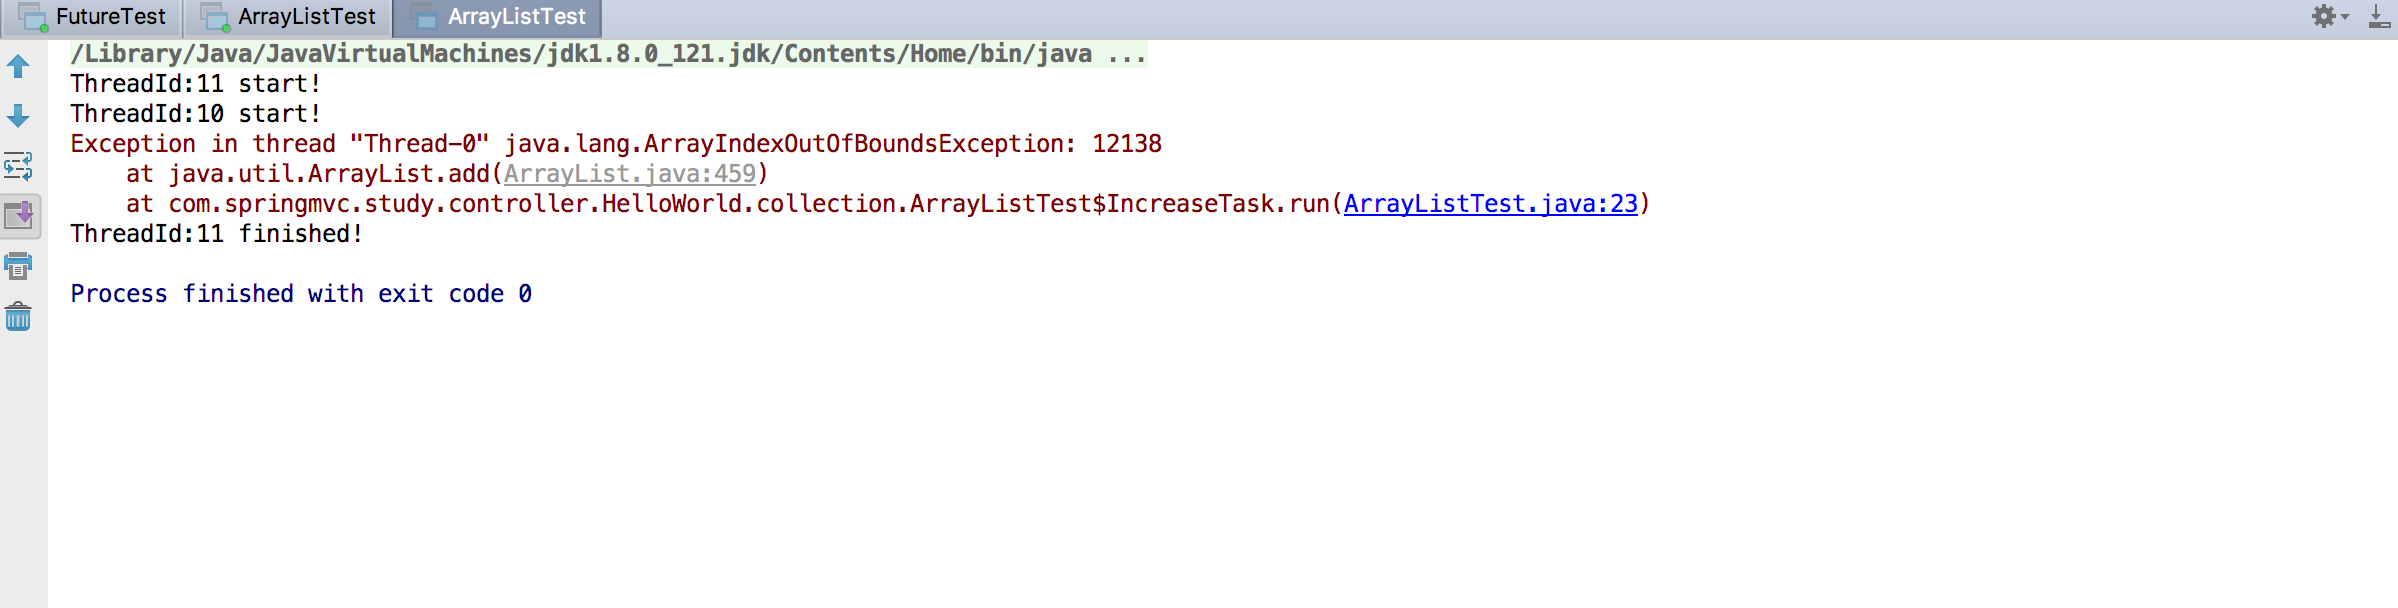 FutureTest ArrayListTest ArrayListTest
/Library/Java/JavaVirtualMachines/jdk1.8.0_121.jdk/Contents/Home/bin/java ...
ThreadId:11 start!
ThreadId:10 start!
Exception in thread "Thread-0" java.lang.ArrayIndexOutOfBoundsException: 12138
    at java.util.ArrayList.add(ArrayList.java:459)
    at com.springmvc.study.controller.HelloWorld.collection.ArrayListTest$IncreaseTask.run(ArrayListTest.java:23)
ThreadId:11 finished!
Process finished with exit code 0